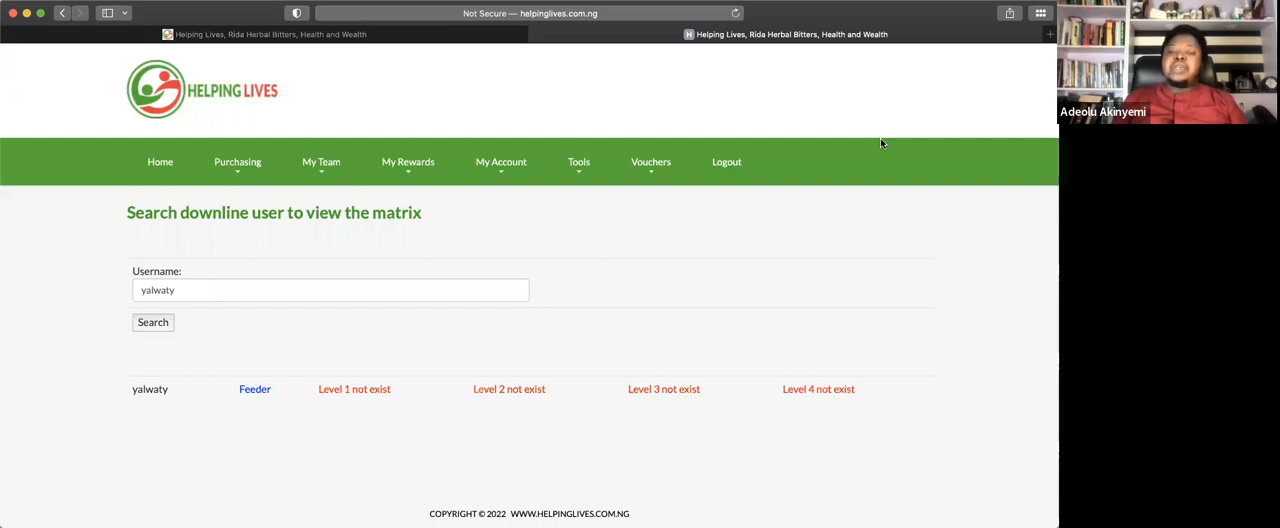 Not Secure — helpinglives.com.ng
Helping Lives, Rida Herbal Bitters, Health and Wealth
H Helping Lives, Rida Herbal Bitters, Health and Wealth
HELPING LIVES
Adeolu Akinyemi
Home Purchasing My Team My Rewards My Account Tools Vouchers Logout
Search downline user to view the matrix
Username:
yalwaty
Search
yalwaty Feeder Level 1 not exist Level 2 not exist Level 3 not exist Level 4 not exist
COPYRIGHT © 2022 WWW.HELPINGLIVES.COM.NG